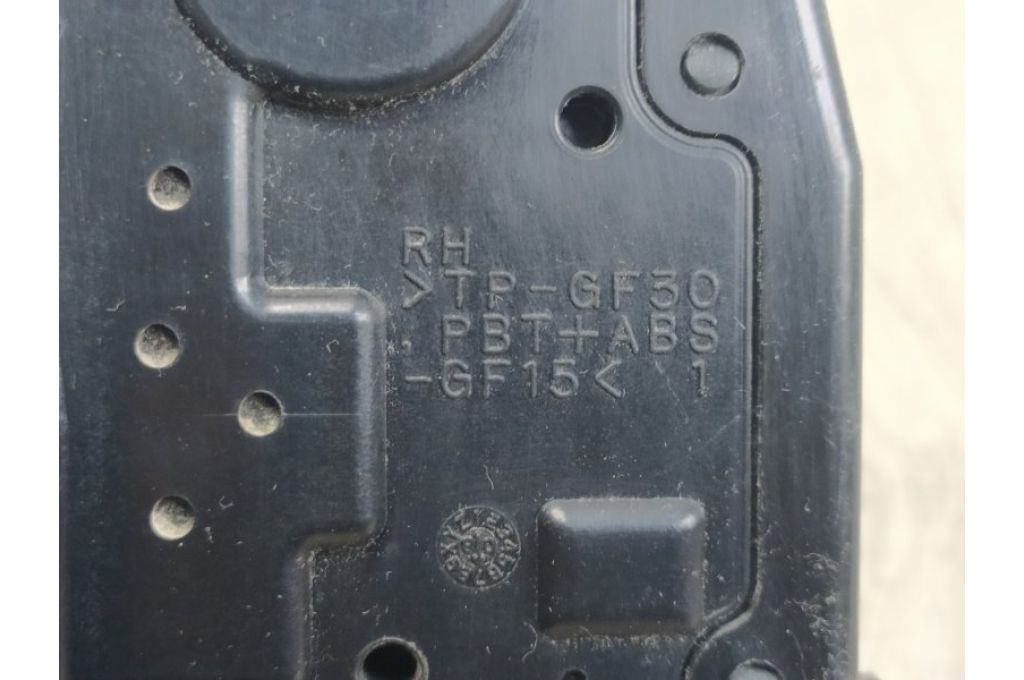 RH
>TP-GF30
,PBT+ABS
-GF15< 1